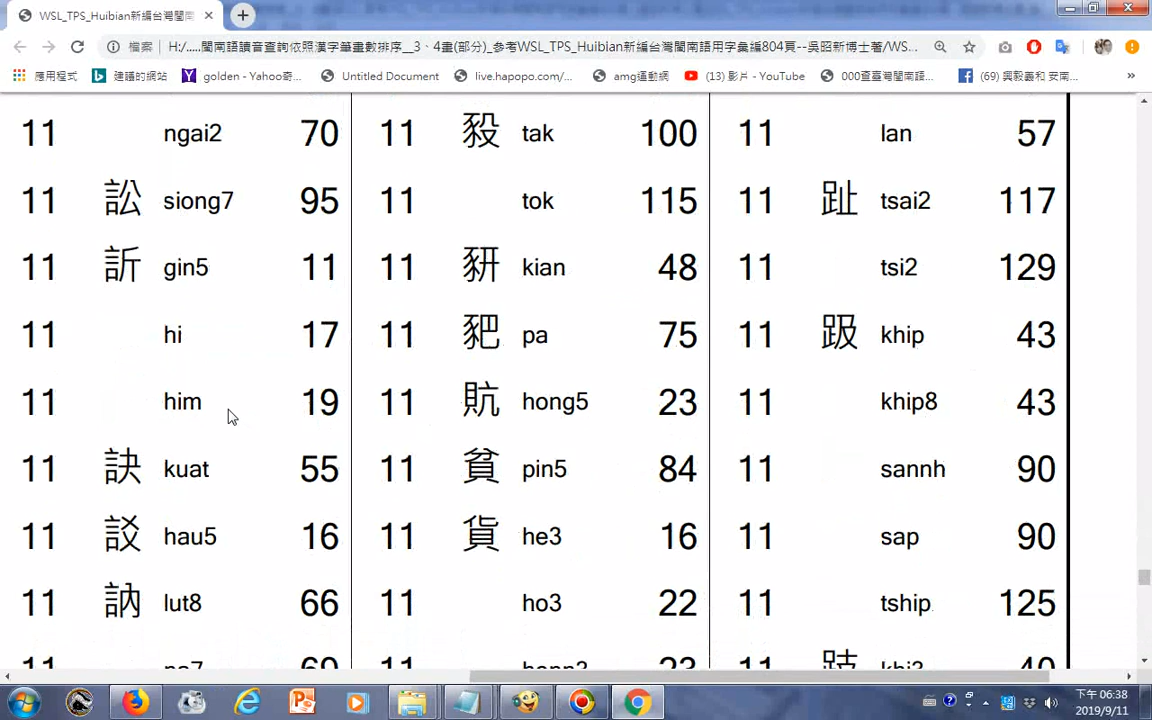 WSL_TPS_Huibian新編台灣閩南
檔案 H:/.....閩南語讀音查詢依照漢字筆畫數排序__3、4畫(部分)_參考WSL_TPS_Huibian新編台灣閩南語用字彙編804頁--吳昭新博士著/WS...
應用程式 建議的網站 golden - Yahoo奇... Untitled Document live.hapopo.com/... amg運動網 (13) 影片 - YouTube 000查臺灣閩南語... (69) 興毅義和 安南... »
11 ngai2 70 11 豛 tak 100 11 lan 57
11 訟 siong7 95 11 tok 115 11 趾 tsai2 117
11 訢 gin5 11 11 豜 kian 48 11 tsi2 129
11 hi 17 11 豝 pa 75 11 趿 khip 43
11 him 19 11 貥 hong5 23 11 khip8 43
11 訣 kuat 55 11 貧 pin5 84 11 sannh 90
11 詨 hau5 16 11 貨 he3 16 11 sap 90
11 訥 lut8 66 11 ho3 22 11 tship 125
下午 06:38
2019/9/11